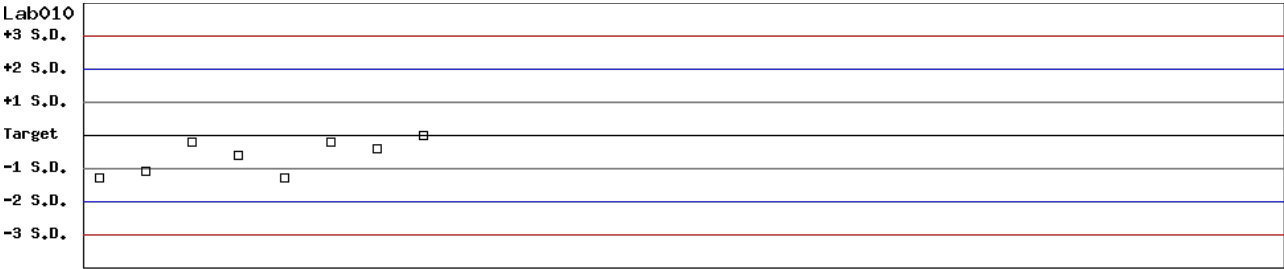 Lab010
+3 S.D.
+2 S.D.
+1 S.D.
Target
-1 S.D.
-2 S.D.
-3 S.D.